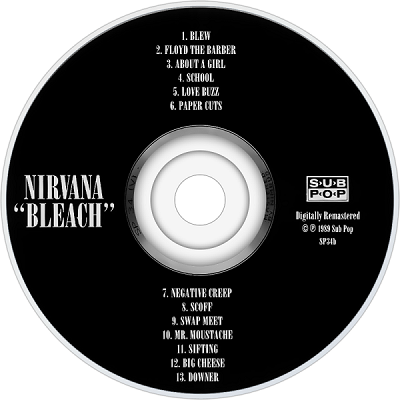 1. BLEW
2. FLOYD THE BARBER
3. ABOUT A GIRL
4. SCHOOL
5. LOVE BUZZ
6. PAPER CUTS
NIRVANA
"BLEACH"
SUB
POP
Digitally Remastered
© ℗ 1989 Sub Pop
SP34b
7. NEGATIVE CREEP
8. SCOFF
9. SWAP MEET
10. MR. MOUSTACHE
11. SIFTING
12. BIG CHEESE
13. DOWNER